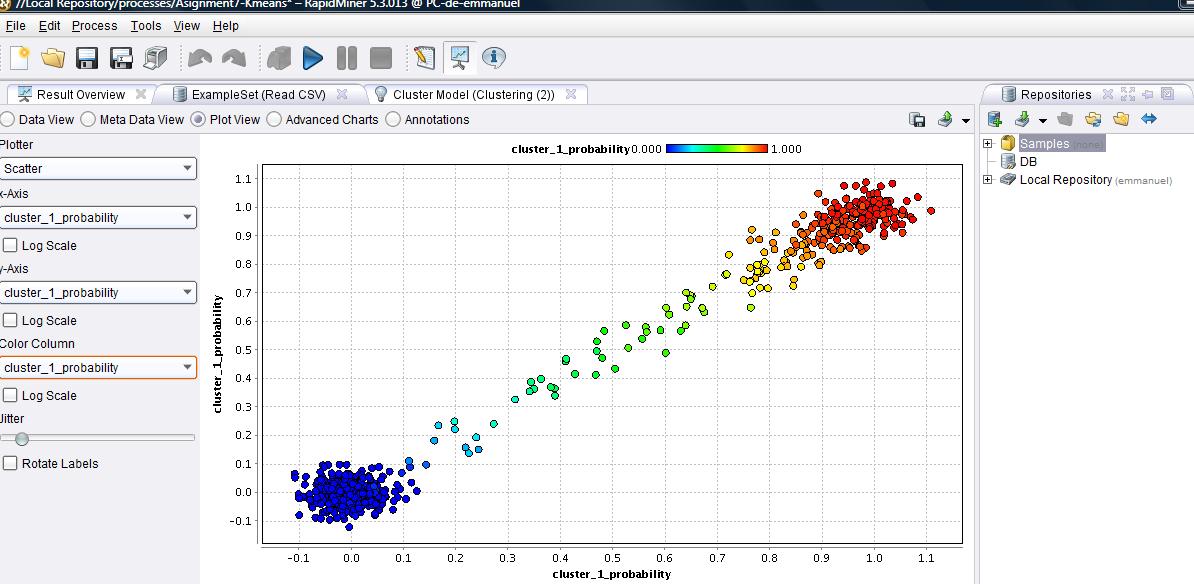 //Local Repository/processes/Asignment7-Kmeans* – RapidMiner 5.3.013 @ PC-de-emmanuel
File Edit Process Tools View Help
Result Overview ExampleSet (Read CSV) Cluster Model (Clustering (2)) Repositories
Data View Meta Data View Plot View Advanced Charts Annotations
Plotter
Scatter
x-Axis
cluster_1_probability
Log Scale
y-Axis
cluster_1_probability
Log Scale
Color Column
cluster_1_probability
Log Scale
Jitter
Rotate Labels
cluster_1_probability 0.000 1.000
1.1
1.0
0.9
0.8
0.7
0.6
0.5
0.4
0.3
0.2
0.1
0.0
-0.1
cluster_1_probability
-0.1 0.0 0.1 0.2 0.3 0.4 0.5 0.6 0.7 0.8 0.9 1.0 1.1
cluster_1_probability
Samples (none)
DB
Local Repository (emmanuel)